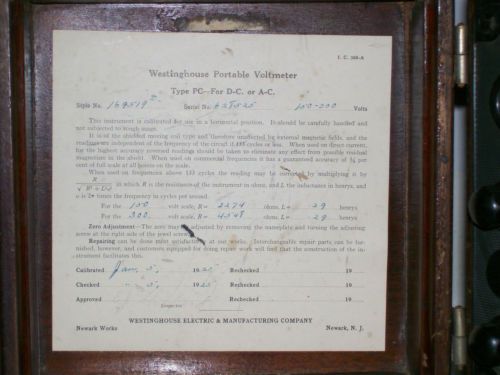 I. C. 368-A
Westinghouse Portable Voltmeter
Type PC—For D-C. or A-C.
Style No. 164519 D Serial No. 628525 150-300 Volts
This instrument is calibrated for use in a horizontal position. It should be carefully handled and
not subjected to rough usage.
It is of the shielded moving coil type and therefore unaffected by external magnetic fields, and the
readings are independent of the frequency of the circuit if 133 cycles or less. When used on direct current,
for the highest accuracy reversed readings should be taken to eliminate any effect from possible residual
magnetism in the shield. When used on commercial frequencies it has a guaranteed accuracy of ¼ per
cent of full scale at all points on the scale.
When used on frequencies above 133 cycles the reading may be corrected by multiplying it by
R in which R is the resistance of the instrument in ohms, and L the inductance in henrys, and
times the frequency in cycles per second.
For the 150 volt scale, R= 2274 ohms. L= .29 henrys
For the 300 volt scale, R= 4548 ohms. L= .29 henrys
Zero Adjustment—The zero may be adjusted by removing the nameplate and turning the adjusting
screw at the right side of the jewel screw.
Repairing can be done most satisfactorily at our works. Interchangeable repair parts can be fur-
nished, however, and customers equipped for doing repair work will find that the construction of the in-
strument facilitates this.
Calibrated Jan. 5, 1925 Rechecked 19
Checked " 5, 1925 Rechecked 19
Approved Rechecked 19
Inspector
WESTINGHOUSE ELECTRIC & MANUFACTURING COMPANY
Newark Works Newark, N. J.